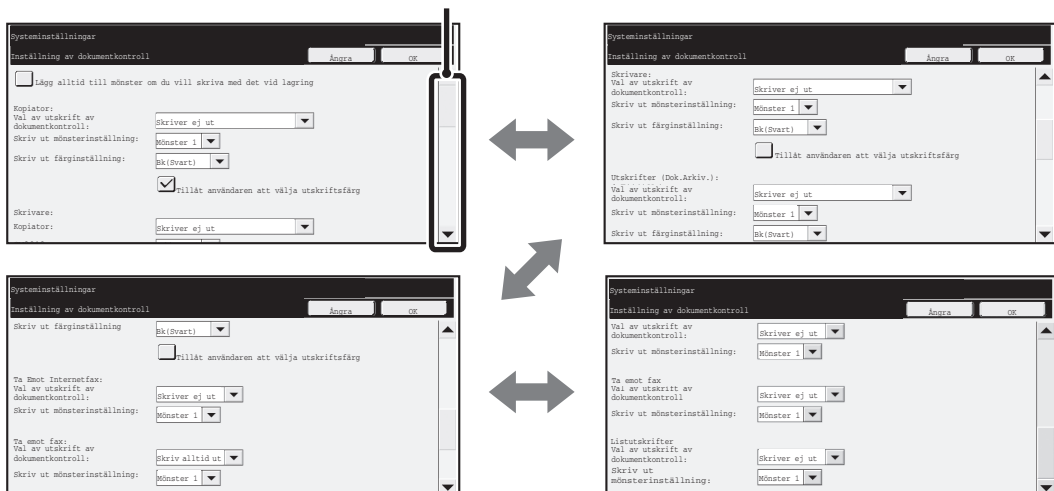 Systeminställningar
Inställning av dokumentkontroll
Ångra
OK
Lägg alltid till mönster om du vill skriva med det vid lagring
Kopiator:
Val av utskrift av
dokumentkontroll:
Skriver ej ut
Skriv ut mönsterinställning:
Mönster 1
Skriv ut färginställning:
Bk(Svart)
Tillåt användaren att välja utskriftsfärg
Skrivare:
Kopiator:
Skriver ej ut
Systeminställningar
Inställning av dokumentkontroll
Ångra
OK
Skrivare:
Val av utskrift av
dokumentkontroll:
Skriver ej ut
Skriv ut mönsterinställning:
Mönster 1
Skriv ut färginställning:
Bk(Svart)
Tillåt användaren att välja utskriftsfärg
Utskrifter (Dok.Arkiv.):
Val av utskrift av
dokumentkontroll:
Skriver ej ut
Skriv ut mönsterinställning:
Mönster 1
Skriv ut färginställning:
Bk(Svart)
Systeminställningar
Inställning av dokumentkontroll
Ångra
OK
Skriv ut färginställning
Bk(Svart)
Tillåt användaren att välja utskriftsfärg
Ta Emot Internetfax:
Val av utskrift av
dokumentkontroll:
Skriver ej ut
Skriv ut mönsterinställning:
Mönster 1
Ta emot fax:
Val av utskrift av
dokumentkontroll:
Skriv alltid ut
Skriv ut mönsterinställning:
Mönster 1
Systeminställningar
Inställning av dokumentkontroll
Ångra
OK
Val av utskrift av
dokumentkontroll:
Skriver ej ut
Skriv ut mönsterinställning:
Mönster 1
Ta emot fax
Val av utskritt av
dokumentkontroll
Skriver ej ut
Skriv ut mönsterinställning:
Mönster 1
Listutskrifter
Val av utskrift av
dokumentkontroll:
Skriver ej ut
Skriv ut
mönsterinställning:
Mönster 1